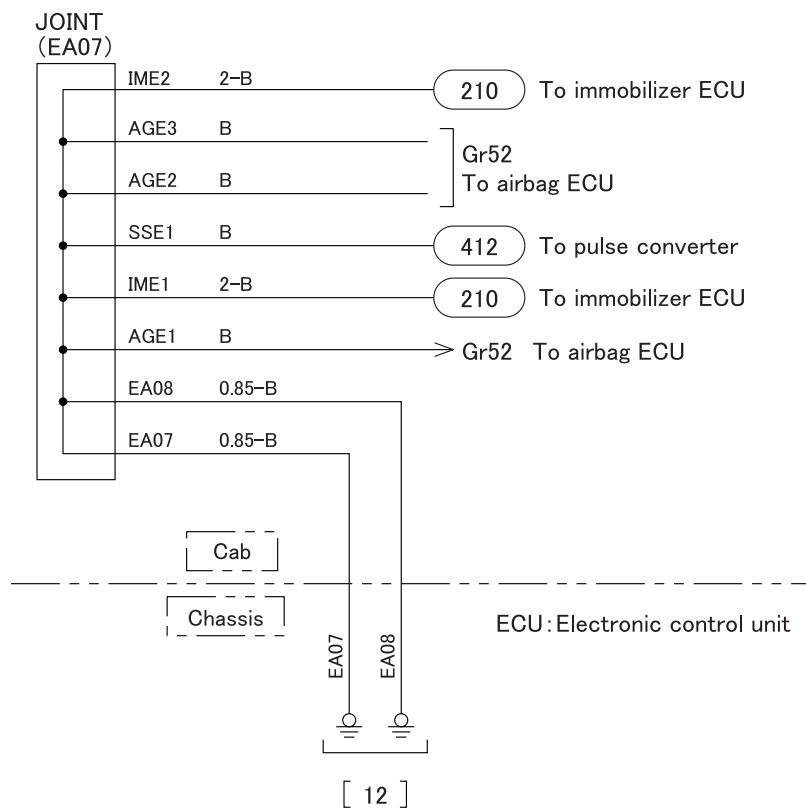 JOINT
(EA07)
IME2 2-B 210 To immobilizer ECU
AGE3 B
Gr52
To airbag ECU
AGE2 B
SSE1 B 412 To pulse converter
IME1 2-B 210 To immobilizer ECU
AGE1 B Gr52 To airbag ECU
EA08 0.85-B
EA07 0.85-B
Cab
Chassis
ECU:Electronic control unit
EA07
EA08
[ 12 ]